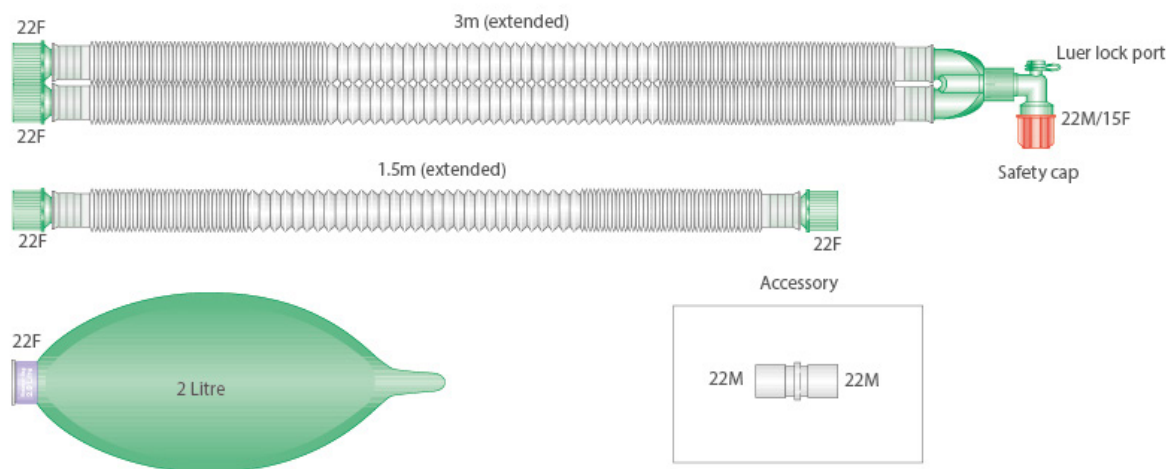 22F
3m (extended)
Luer lock port
22F
22M/15F
Safety cap
1.5m (extended)
22F
22F
Accessory
22F
2 Litre
22M
22M